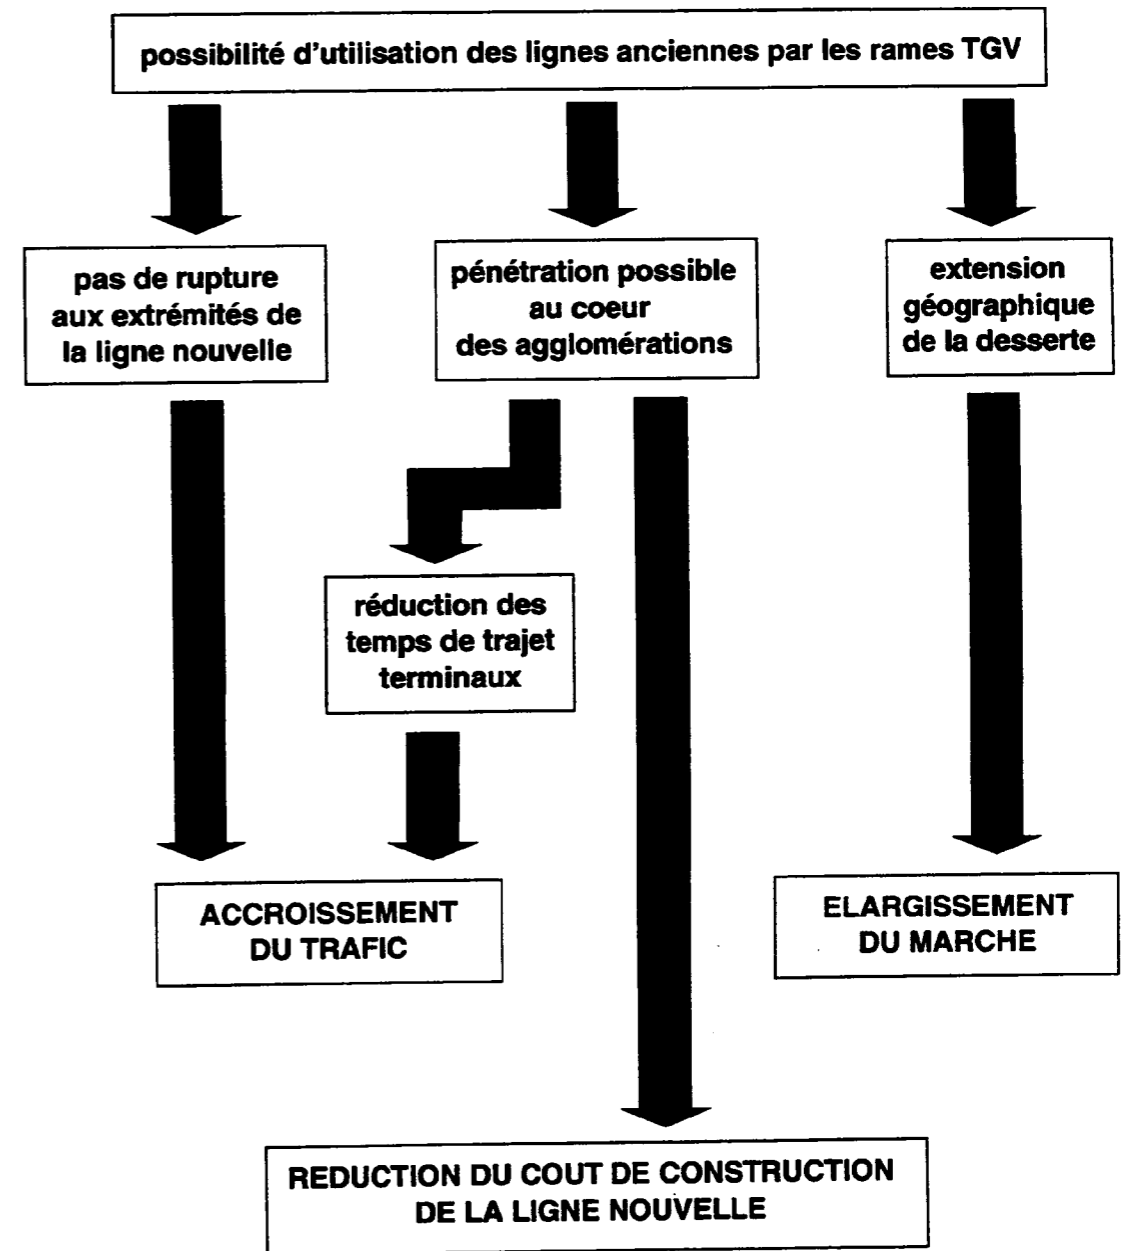 possibilité d'utilisation des lignes anciennes par les rames TGV
pas de rupture
aux extrémités de
la ligne nouvelle
pénétration possible
au coeur
des agglomérations
extension
géographique
de la desserte
réduction des
temps de trajet
terminaux
ACCROISSEMENT
DU TRAFIC
ELARGISSEMENT
DU MARCHE
REDUCTION DU COUT DE CONSTRUCTION
DE LA LIGNE NOUVELLE